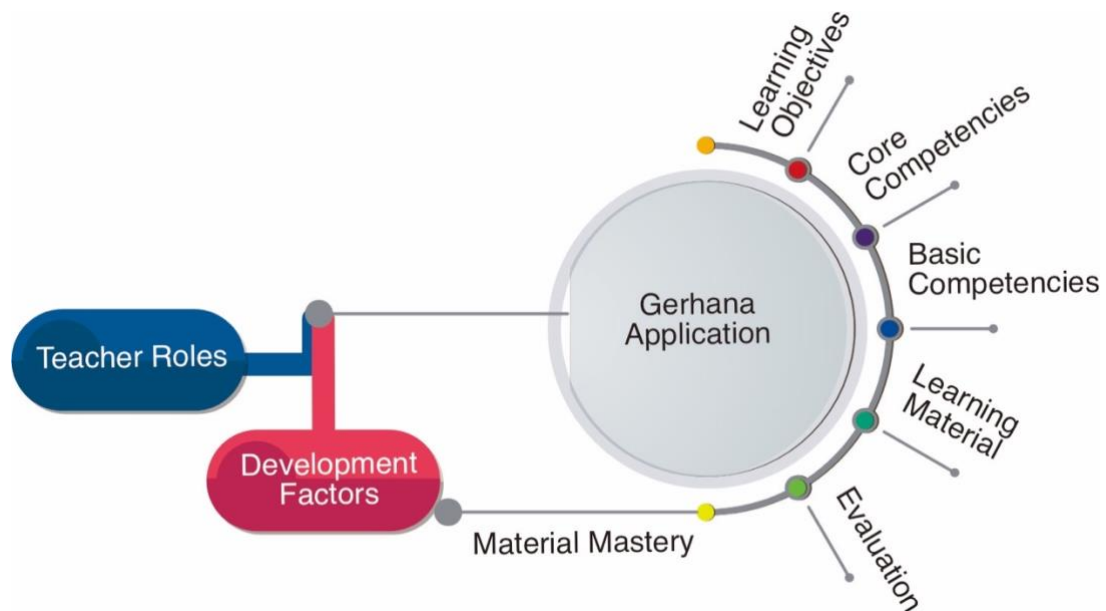 Learning
Objectives
Core
Competencies
Basic
Competencies
Gerhana
Application
Teacher Roles
Learning
Material
Development
Factors
Evaluation
Material Mastery